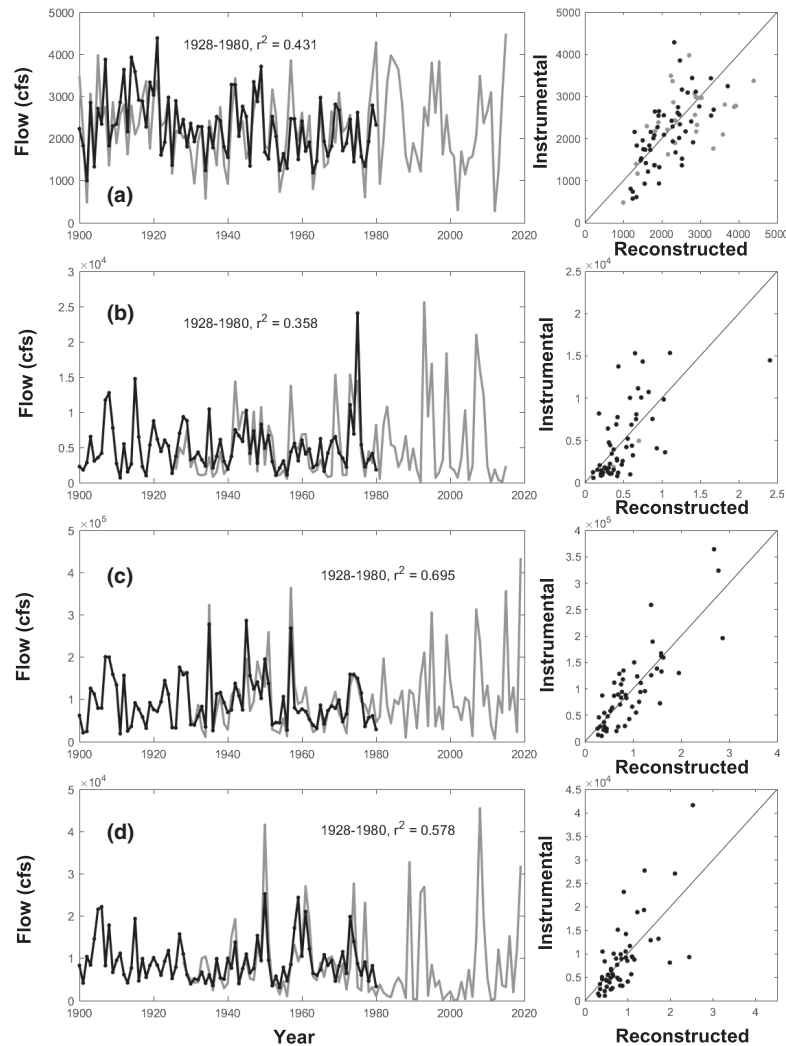 5000
4000
3000
2000
1000
0
Flow (cfs)
1928-1980, r² = 0.431
(a)
1900 1920 1940 1960 1980 2000 2020
5000
4000
3000
2000
1000
0
Instrumental
0 1000 2000 3000 4000 5000
Reconstructed
×10⁴
3
2.5
2
1.5
1
0.5
0
Flow (cfs)
(b)
1928-1980, r² = 0.358
1900 1920 1940 1960 1980 2000 2020
×10⁴
2.5
2
1.5
1
0.5
0
Instrumental
0 0.5 1 1.5 2 2.5
Reconstructed
×10⁵
5
4
3
2
1
0
Flow (cfs)
(c)
1928-1980, r² = 0.695
1900 1920 1940 1960 1980 2000 2020
×10⁵
4
3.5
3
2.5
2
1.5
1
0.5
0
Instrumental
0 1 2 3 4
Reconstructed
×10⁴
5
4
3
2
1
0
Flow (cfs)
(d)
1928-1980, r² = 0.578
1900 1920 1940 1960 1980 2000 2020
Year
×10⁴
4.5
4
3.5
3
2.5
2
1.5
1
0.5
0
Instrumental
0 1 2 3 4
Reconstructed